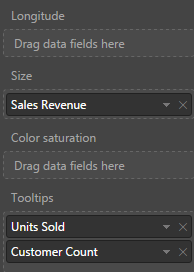 Longitude
Drag data fields here
Size
Sales Revenue
Color saturation
Drag data fields here
Tooltips
Units Sold
Customer Count